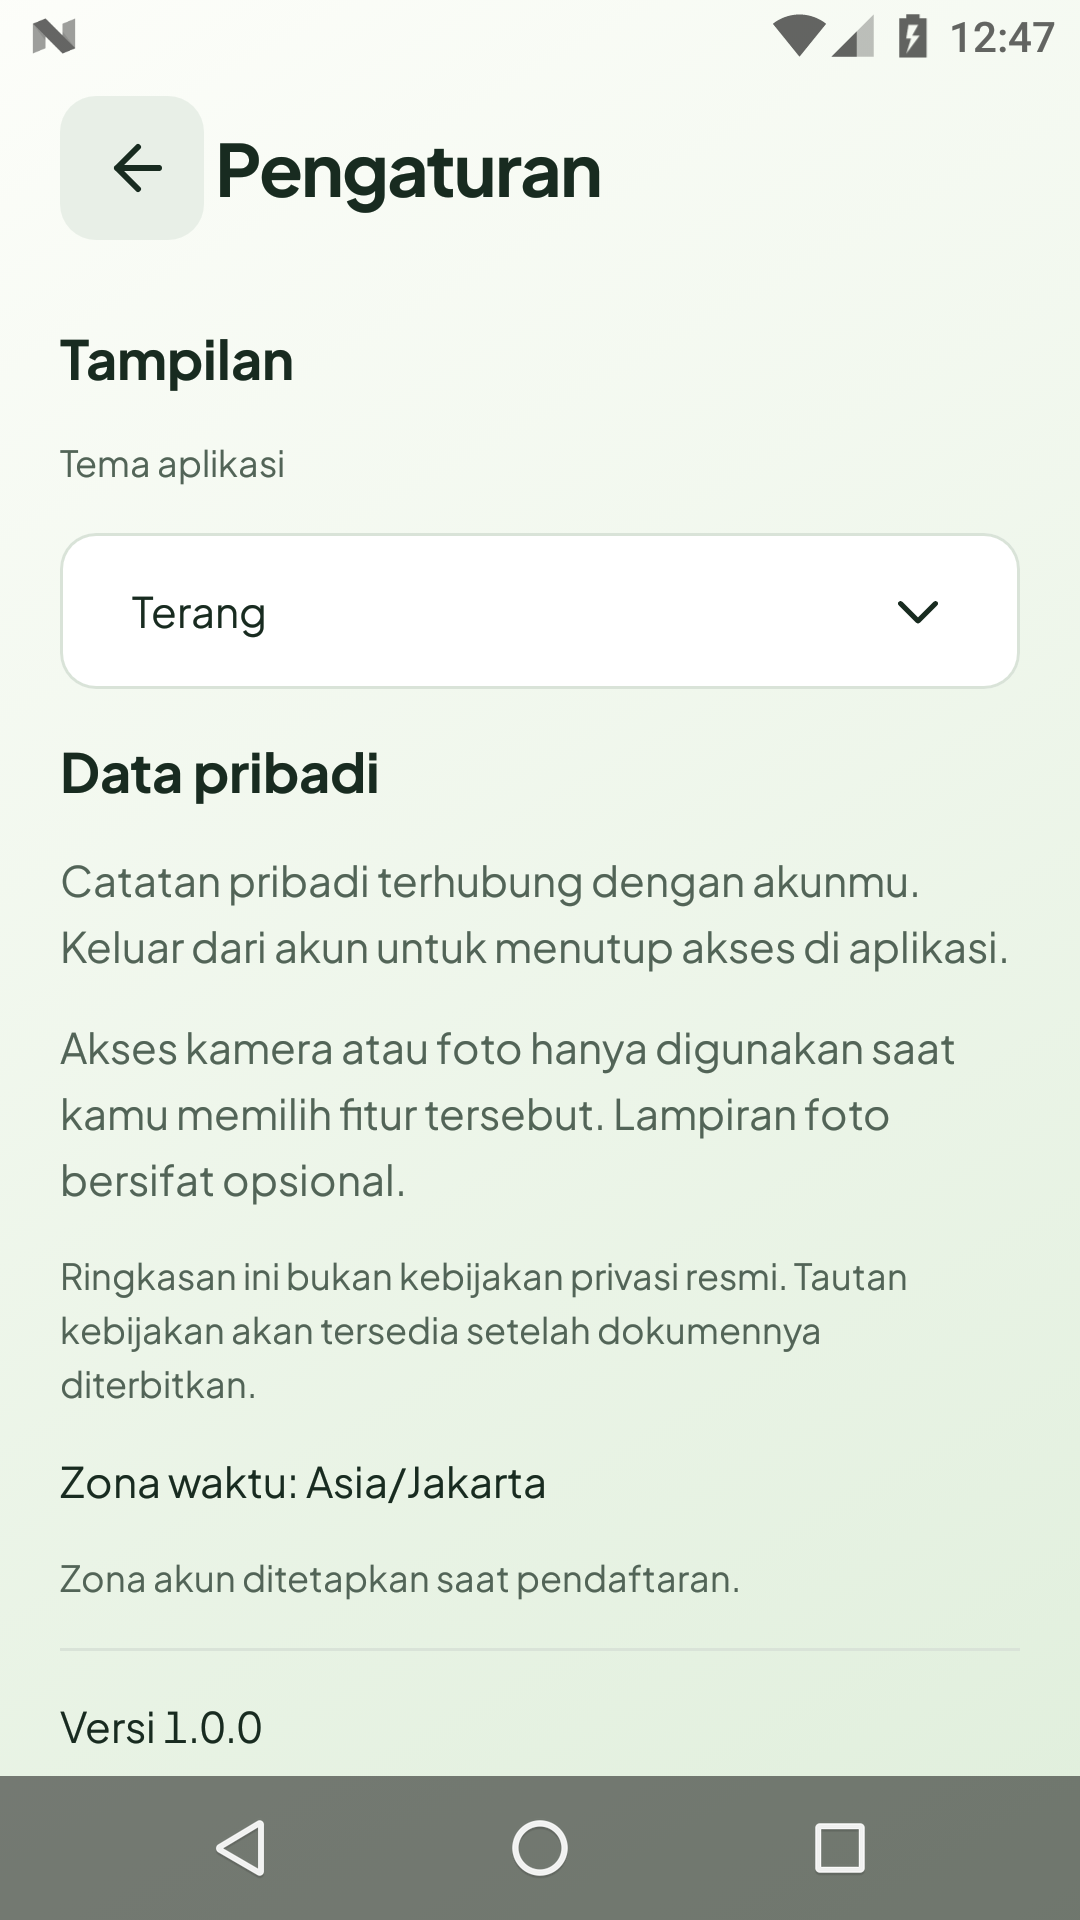 12:47
Pengaturan
Tampilan
Tema aplikasi
Terang
Data pribadi
Catatan pribadi terhubung dengan akunmu.
Keluar dari akun untuk menutup akses di aplikasi.
Akses kamera atau foto hanya digunakan saat
kamu memilih fitur tersebut. Lampiran foto
bersifat opsional.
Ringkasan ini bukan kebijakan privasi resmi. Tautan
kebijakan akan tersedia setelah dokumennya
diterbitkan.
Zona waktu: Asia/Jakarta
Zona akun ditetapkan saat pendaftaran.
Versi 1.0.0